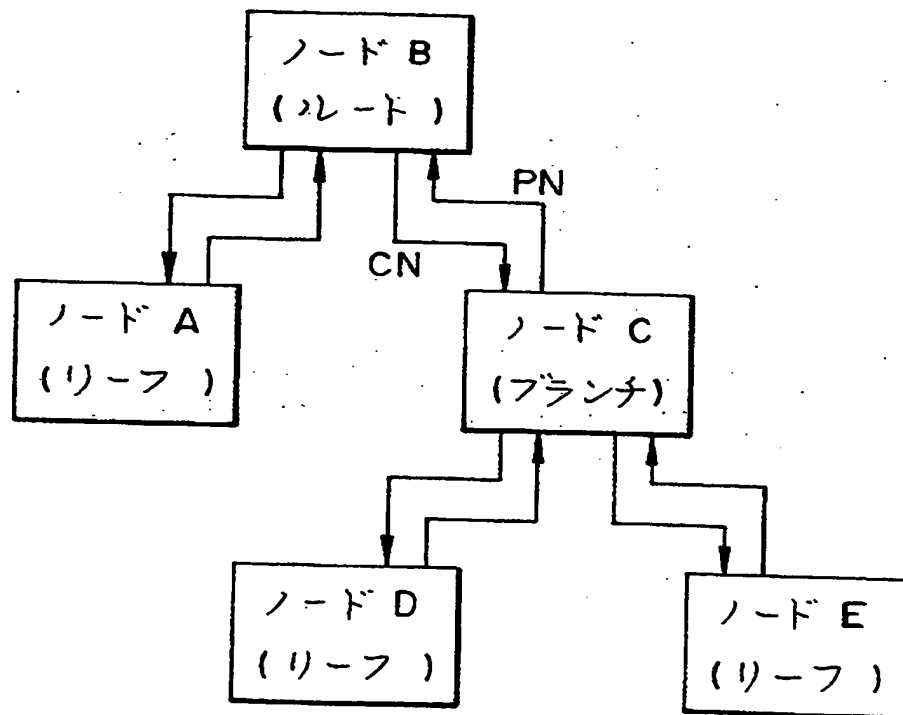 ノード B
(ルート)
PN
CN
ノード A
(リーフ)
ノード C
(ブランチ)
ノード D
(リーフ)
ノード E
(リーフ)